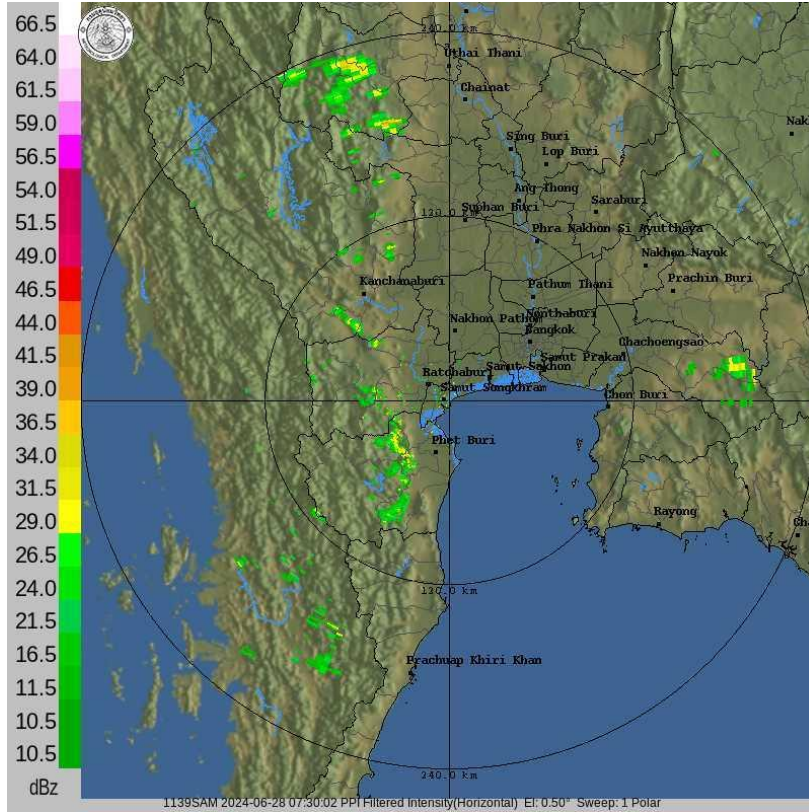 66.5
64.0
61.5
59.0
56.5
54.0
51.5
49.0
46.5
44.0
41.5
39.0
36.5
34.0
31.5
29.0
26.5
24.0
21.5
16.5
11.5
10.5
10.5
dBz
240.0 km
Uthai Thani
Chainat
Sing Buri
Lop Buri
Ang Thong
Suphan Buri
Saraburi
120.0 km
Phra Nakhon Si Ayutthaya
Nakhon Nayok
Kanchanaburi
Pathum Thani
Prachin Buri
Nonthaburi
Nakhon Pathom
Bangkok
Chachoengsao
Samut Prakan
Samut Sakhon
Ratchaburi
Samut Songkhram
Chon Buri
Phet Buri
Rayong
120.0 km
Prachuap Khiri Khan
240.0 km
1139SAM 2024-06-28 07:30:02 PPI Filtered Intensity(Horizontal) El: 0.50° Sweep: 1 Polar